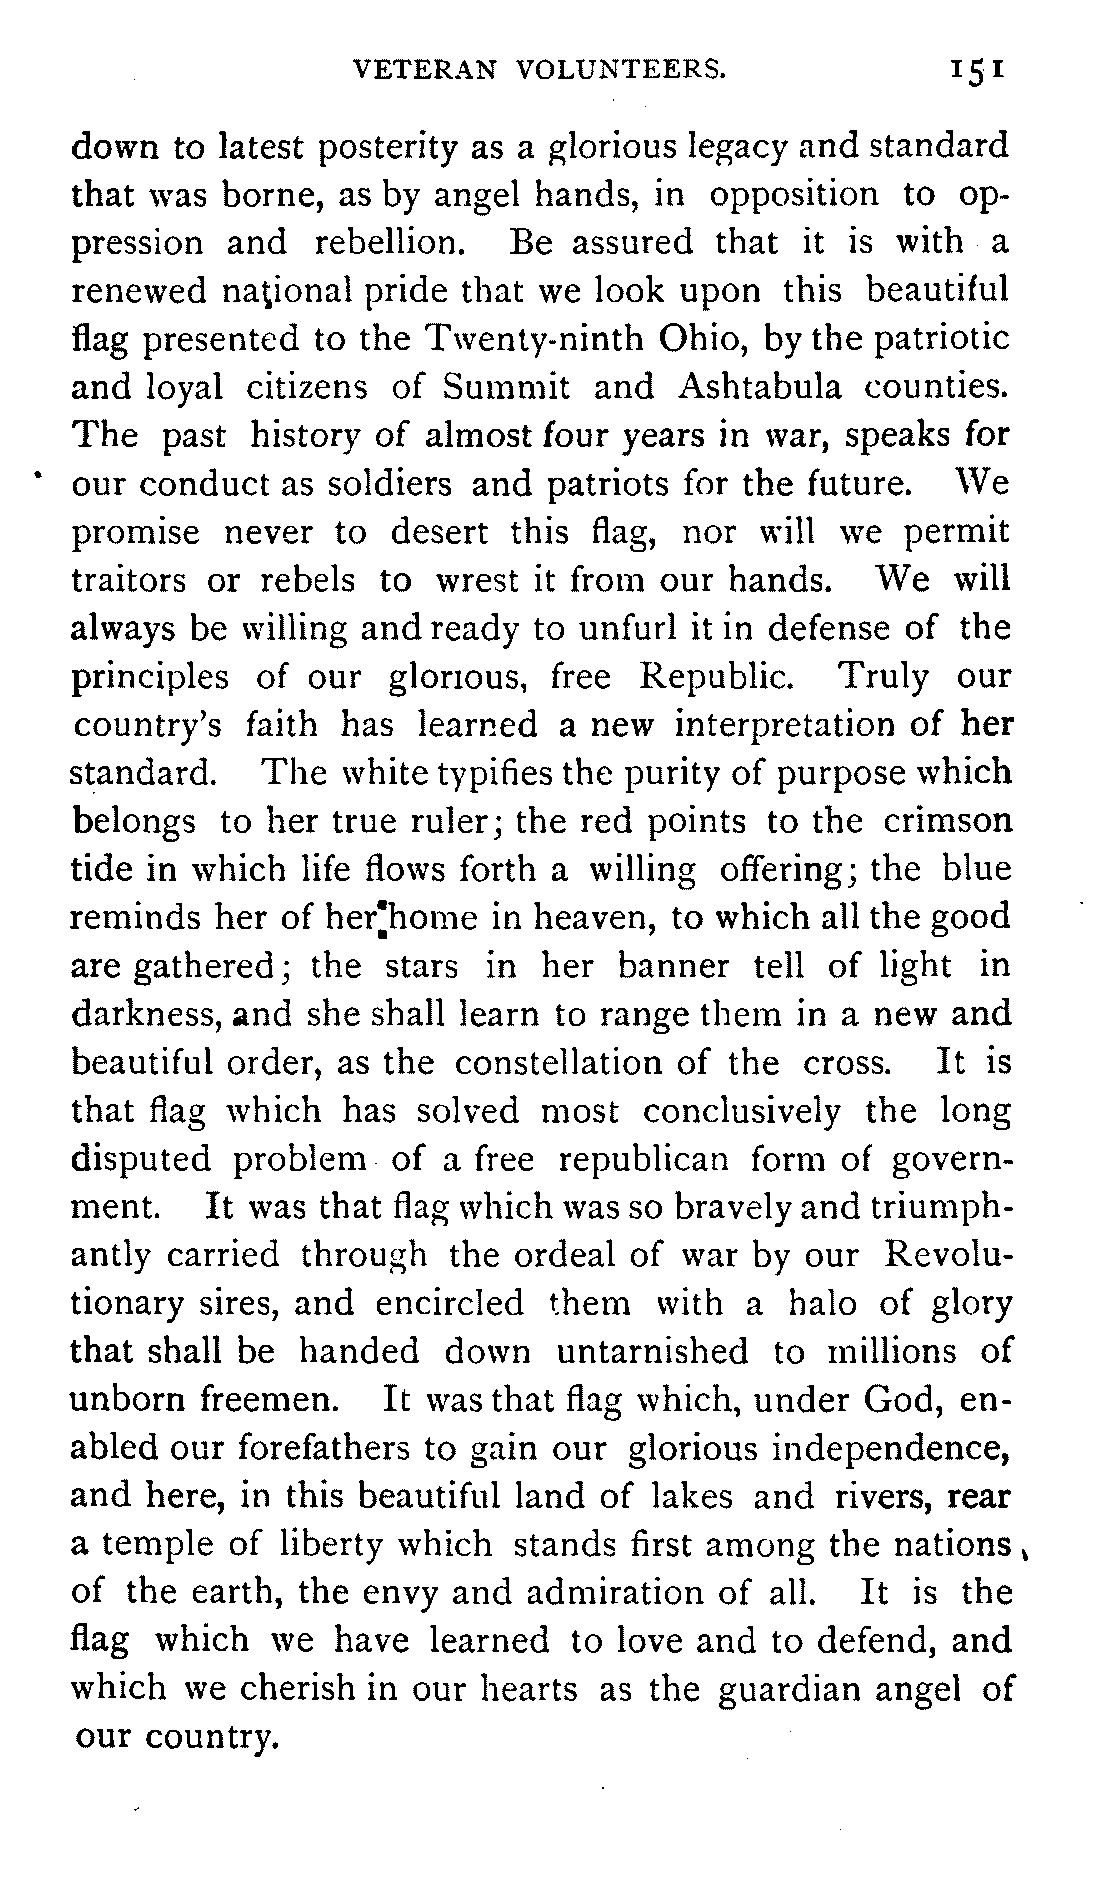 VETERAN VOLUNTEERS. 151
down to latest posterity as a glorious legacy and standard
that was borne, as by angel hands, in opposition to op-
pression and rebellion. Be assured that it is with a
renewed national pride that we look upon this beautiful
flag presented to the Twenty-ninth Ohio, by the patriotic
and loyal citizens of Summit and Ashtabula counties.
The past history of almost four years in war, speaks for
our conduct as soldiers and patriots for the future. We
promise never to desert this flag, nor will we permit
traitors or rebels to wrest it from our hands. We will
always be willing and ready to unfurl it in defense of the
principles of our glorious, free Republic. Truly our
country's faith has learned a new interpretation of her
standard. The white typifies the purity of purpose which
belongs to her true ruler; the red points to the crimson
tide in which life flows forth a willing offering; the blue
reminds her of her home in heaven, to which all the good
are gathered; the stars in her banner tell of light in
darkness, and she shall learn to range them in a new and
beautiful order, as the constellation of the cross. It is
that flag which has solved most conclusively the long
disputed problem of a free republican form of govern-
ment. It was that flag which was so bravely and triumph-
antly carried through the ordeal of war by our Revolu-
tionary sires, and encircled them with a halo of glory
that shall be handed down untarnished to millions of
unborn freemen. It was that flag which, under God, en-
abled our forefathers to gain our glorious independence,
and here, in this beautiful land of lakes and rivers, rear
a temple of liberty which stands first among the nations
of the earth, the envy and admiration of all. It is the
flag which we have learned to love and to defend, and
which we cherish in our hearts as the guardian angel of
our country.